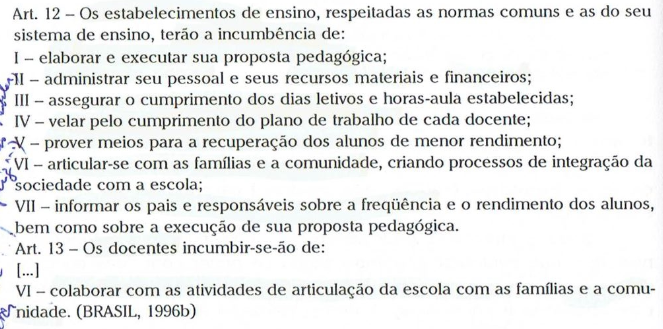 Art. 12 – Os estabelecimentos de ensino, respeitadas as normas comuns e as do seu
sistema de ensino, terão a incumbência de:
I – elaborar e executar sua proposta pedagógica;
II – administrar seu pessoal e seus recursos materiais e financeiros;
III – assegurar o cumprimento dos dias letivos e horas-aula estabelecidas;
IV – velar pelo cumprimento do plano de trabalho de cada docente;
V – prover meios para a recuperação dos alunos de menor rendimento;
VI – articular-se com as famílias e a comunidade, criando processos de integração da
sociedade com a escola;
VII – informar os pais e responsáveis sobre a freqüência e o rendimento dos alunos,
bem como sobre a execução de sua proposta pedagógica.
Art. 13 – Os docentes incumbir-se-ão de:
[...]
VI – colaborar com as atividades de articulação da escola com as famílias e a comu-
nidade. (BRASIL, 1996b)